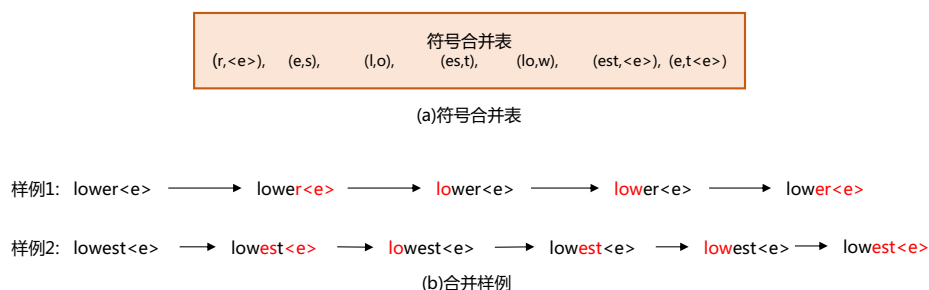 符号合并表
(r,<e>), (e,s), (l,o), (es,t), (lo,w), (est,<e>), (e,t<e>)
(a)符号合并表
样例1: lower<e> lower<e> lower<e> lower<e> lower<e>
样例2: lowest<e> lowest<e> lowest<e> lowest<e> lowest<e> lowest<e>
(b)合并样例